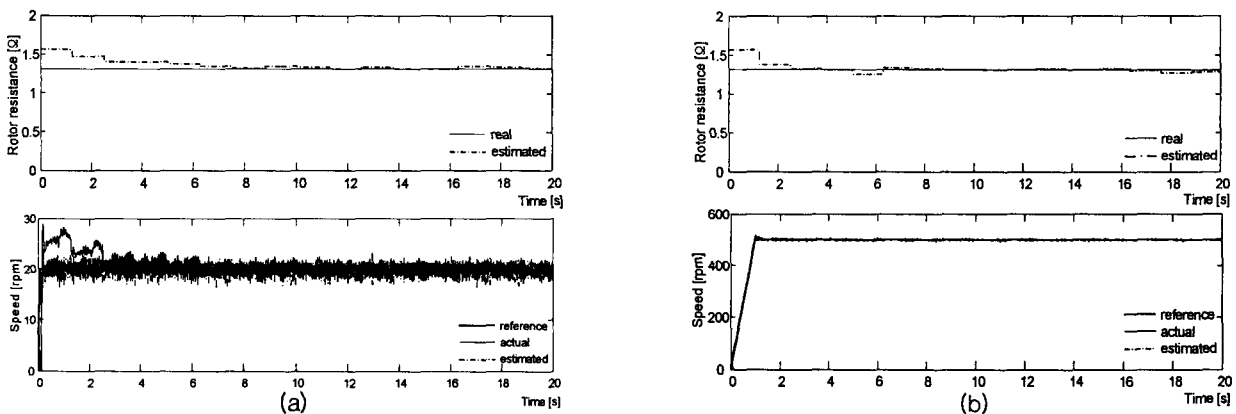 2
1.5
1
0.5
0
Rotor resistance [Ω]
real
estimated
0 2 4 6 8 10 12 14 16 18 20
Time [s]
30
20
10
0
Speed [rpm]
reference
actual
estimated
0 2 4 6 8 10 12 14 16 18 20
Time [s]
(a)
2
1.5
1
0.5
0
Rotor resistance [Ω]
real
estimated
0 2 4 6 8 10 12 14 16 18 20
Time [s]
600
400
200
0
Speed [rpm]
reference
actual
estimated
0 2 4 6 8 10 12 14 16 18 20
Time [s]
(b)